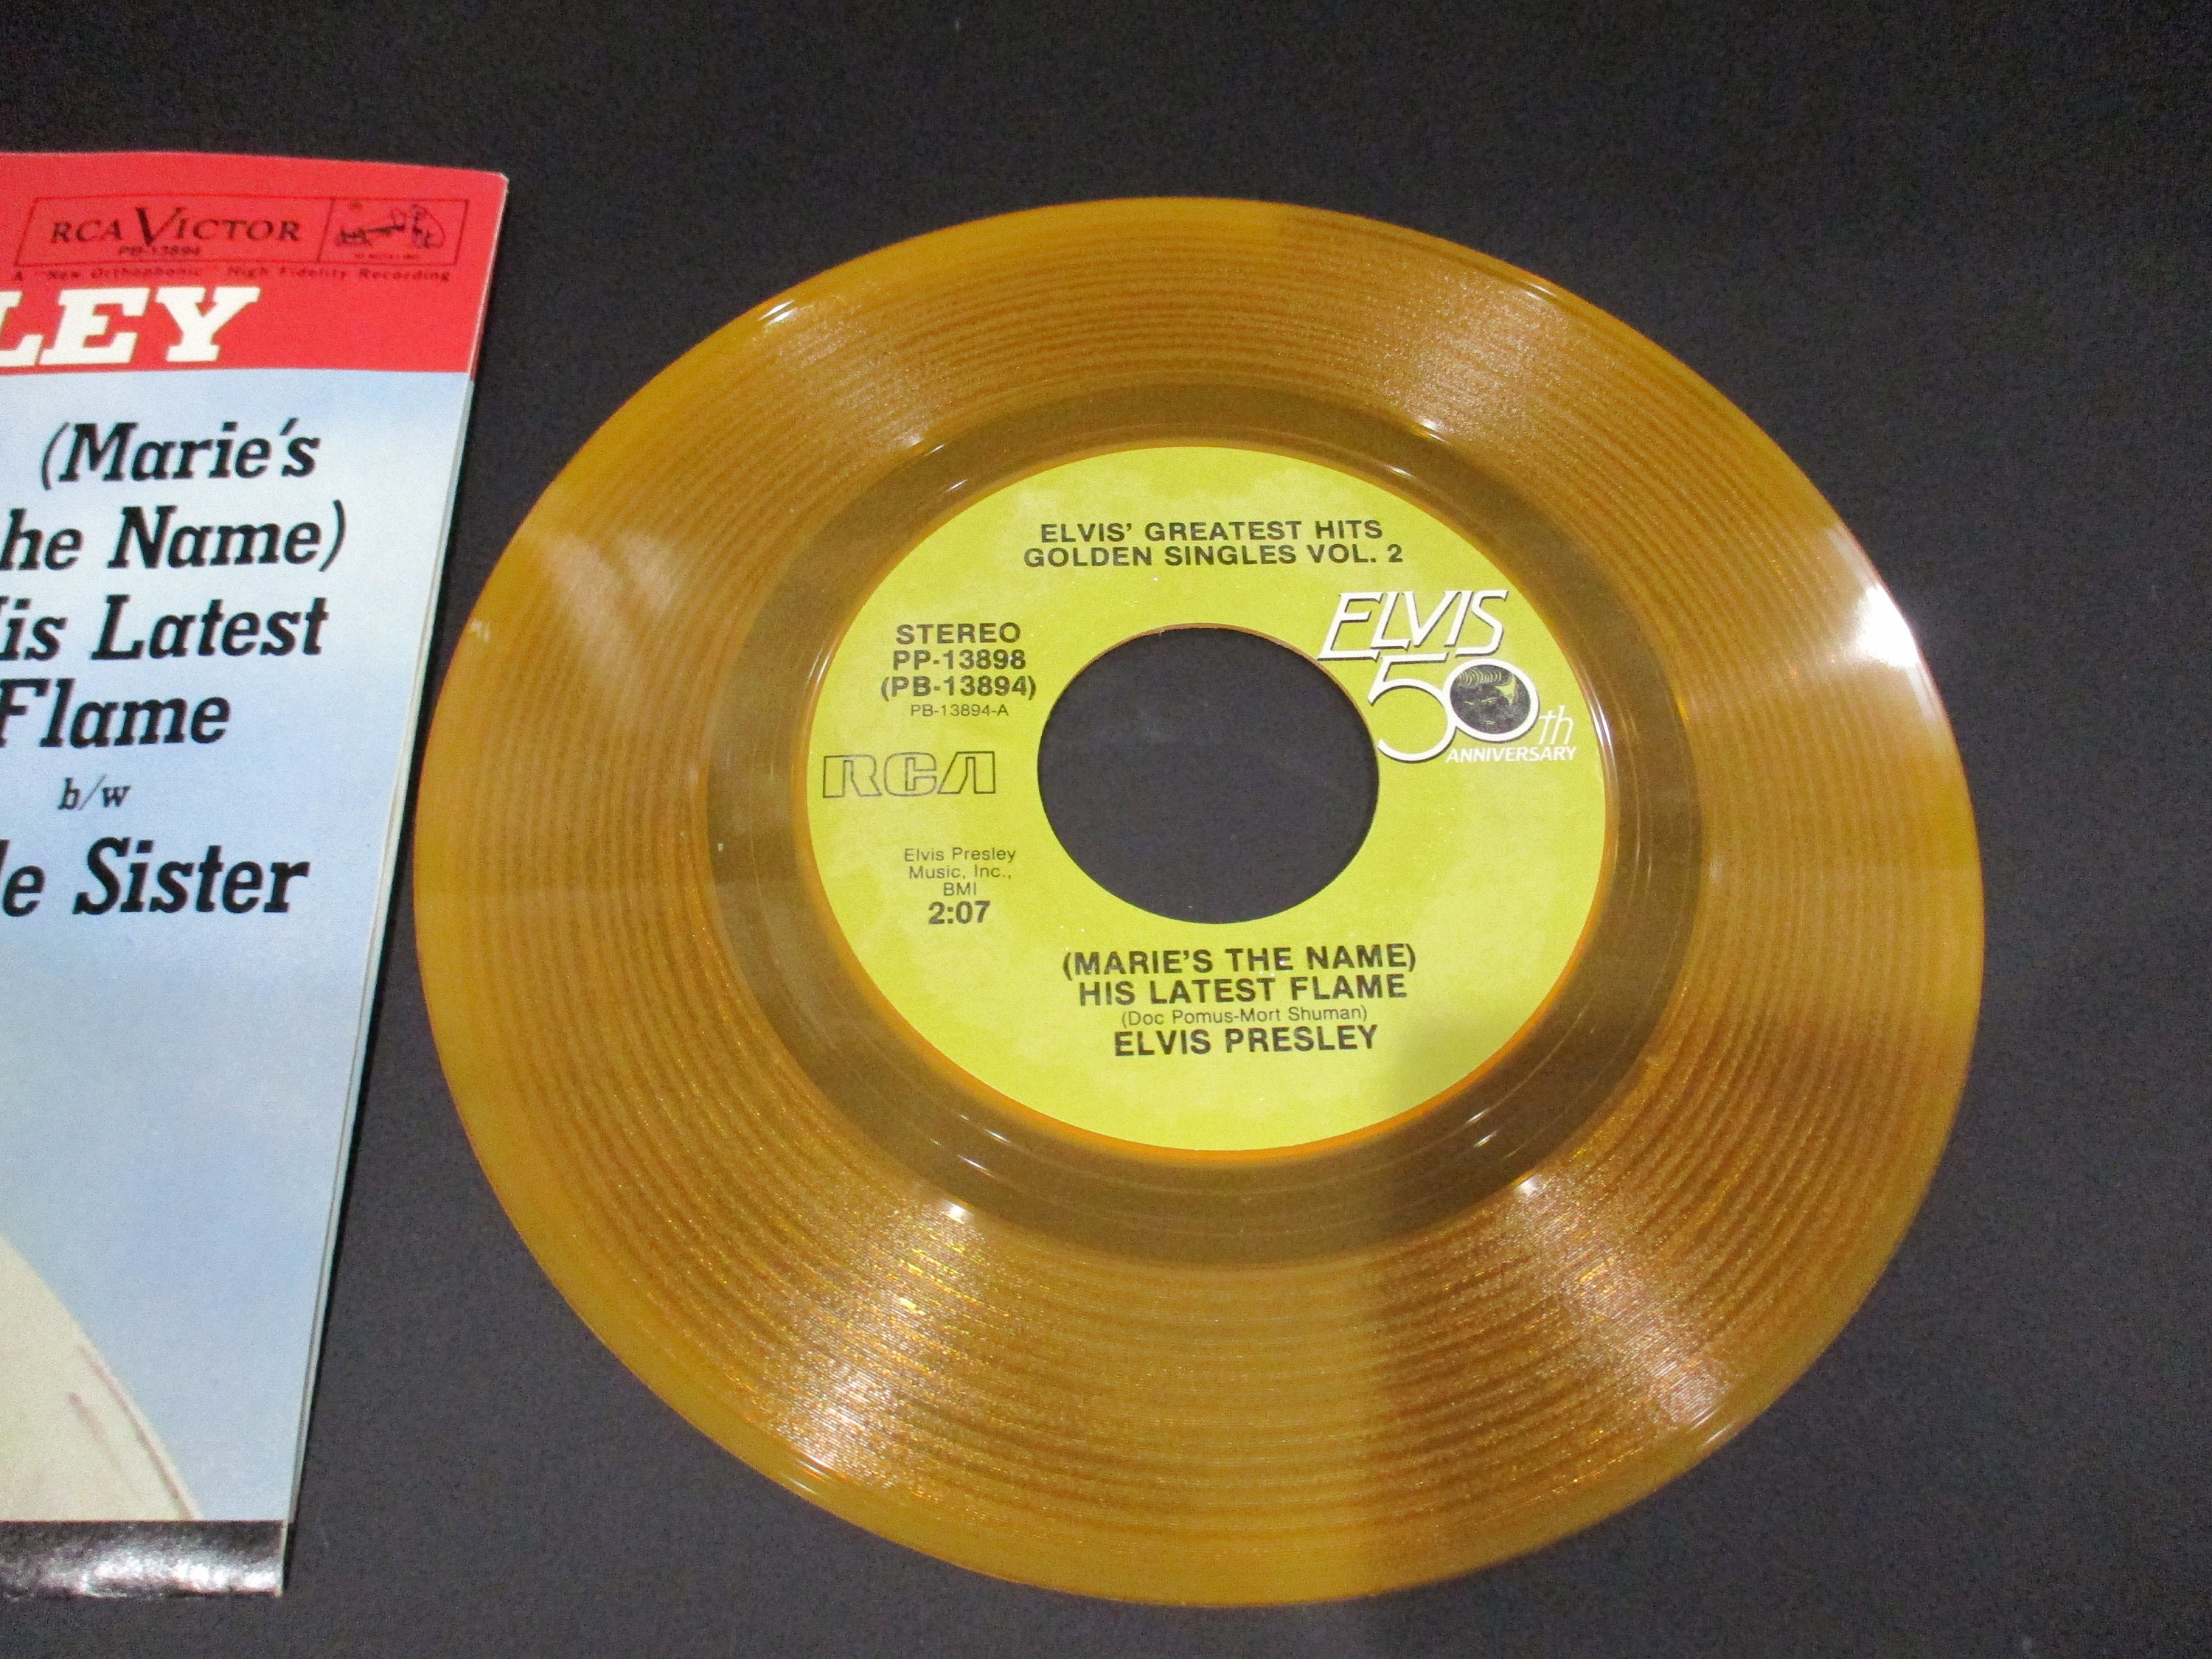 RCA VICTOR
PB-13894
A "New Orthophonic" High Fidelity Recording
LEY
(Marie's
he Name)
is Latest
Flame
b/w
le Sister
ELVIS' GREATEST HITS
GOLDEN SINGLES VOL. 2
ELVIS
50th
ANNIVERSARY
STEREO
PP-13898
(PB-13894)
PB-13894-A
RCA
Elvis Presley
Music, Inc.,
BMI
2:07
(MARIE'S THE NAME)
HIS LATEST FLAME
(Doc Pomus-Mort Shuman)
ELVIS PRESLEY